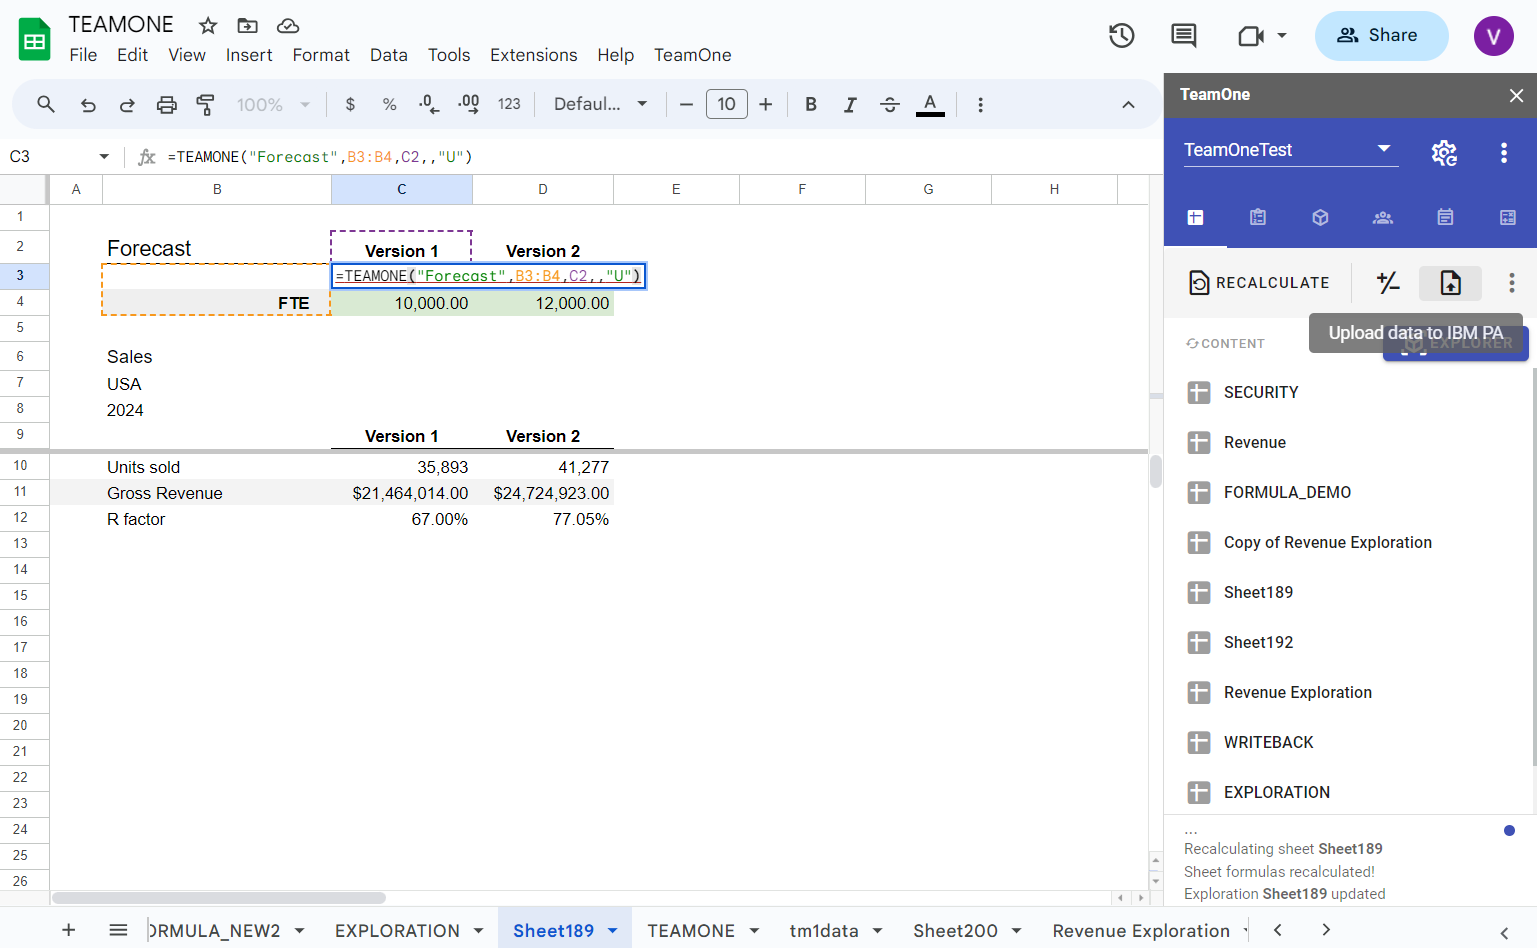 TEAMONE
File Edit View Insert Format Data Tools Extensions Help TeamOne
Share
V
100% $ % .0 .00 123 Defaul... 10 B I A
C3 fx =TEAMONE("Forecast",B3:B4,C2,,"U")
A B C D E F G H
1
2 Forecast Version 1 Version 2
3 =TEAMONE("Forecast",B3:B4,C2,,"U")
4 FTE 10,000.00 12,000.00
5
6 Sales
7 USA
8 2024
9 Version 1 Version 2
10 Units sold 35,893 41,277
11 Gross Revenue $21,464,014.00 $24,724,923.00
12 R factor 67.00% 77.05%
13
14
15
16
17
18
19
20
21
22
23
24
25
26
ORMULA_NEW2 EXPLORATION Sheet189 TEAMONE tm1data Sheet200 Revenue Exploration
TeamOne
TeamOneTest
RECALCULATE
Upload data to IBM PA
CONTENT EXPLORER
SECURITY
Revenue
FORMULA_DEMO
Copy of Revenue Exploration
Sheet189
Sheet192
Revenue Exploration
WRITEBACK
EXPLORATION
...
Recalculating sheet Sheet189
Sheet formulas recalculated!
Exploration Sheet189 updated